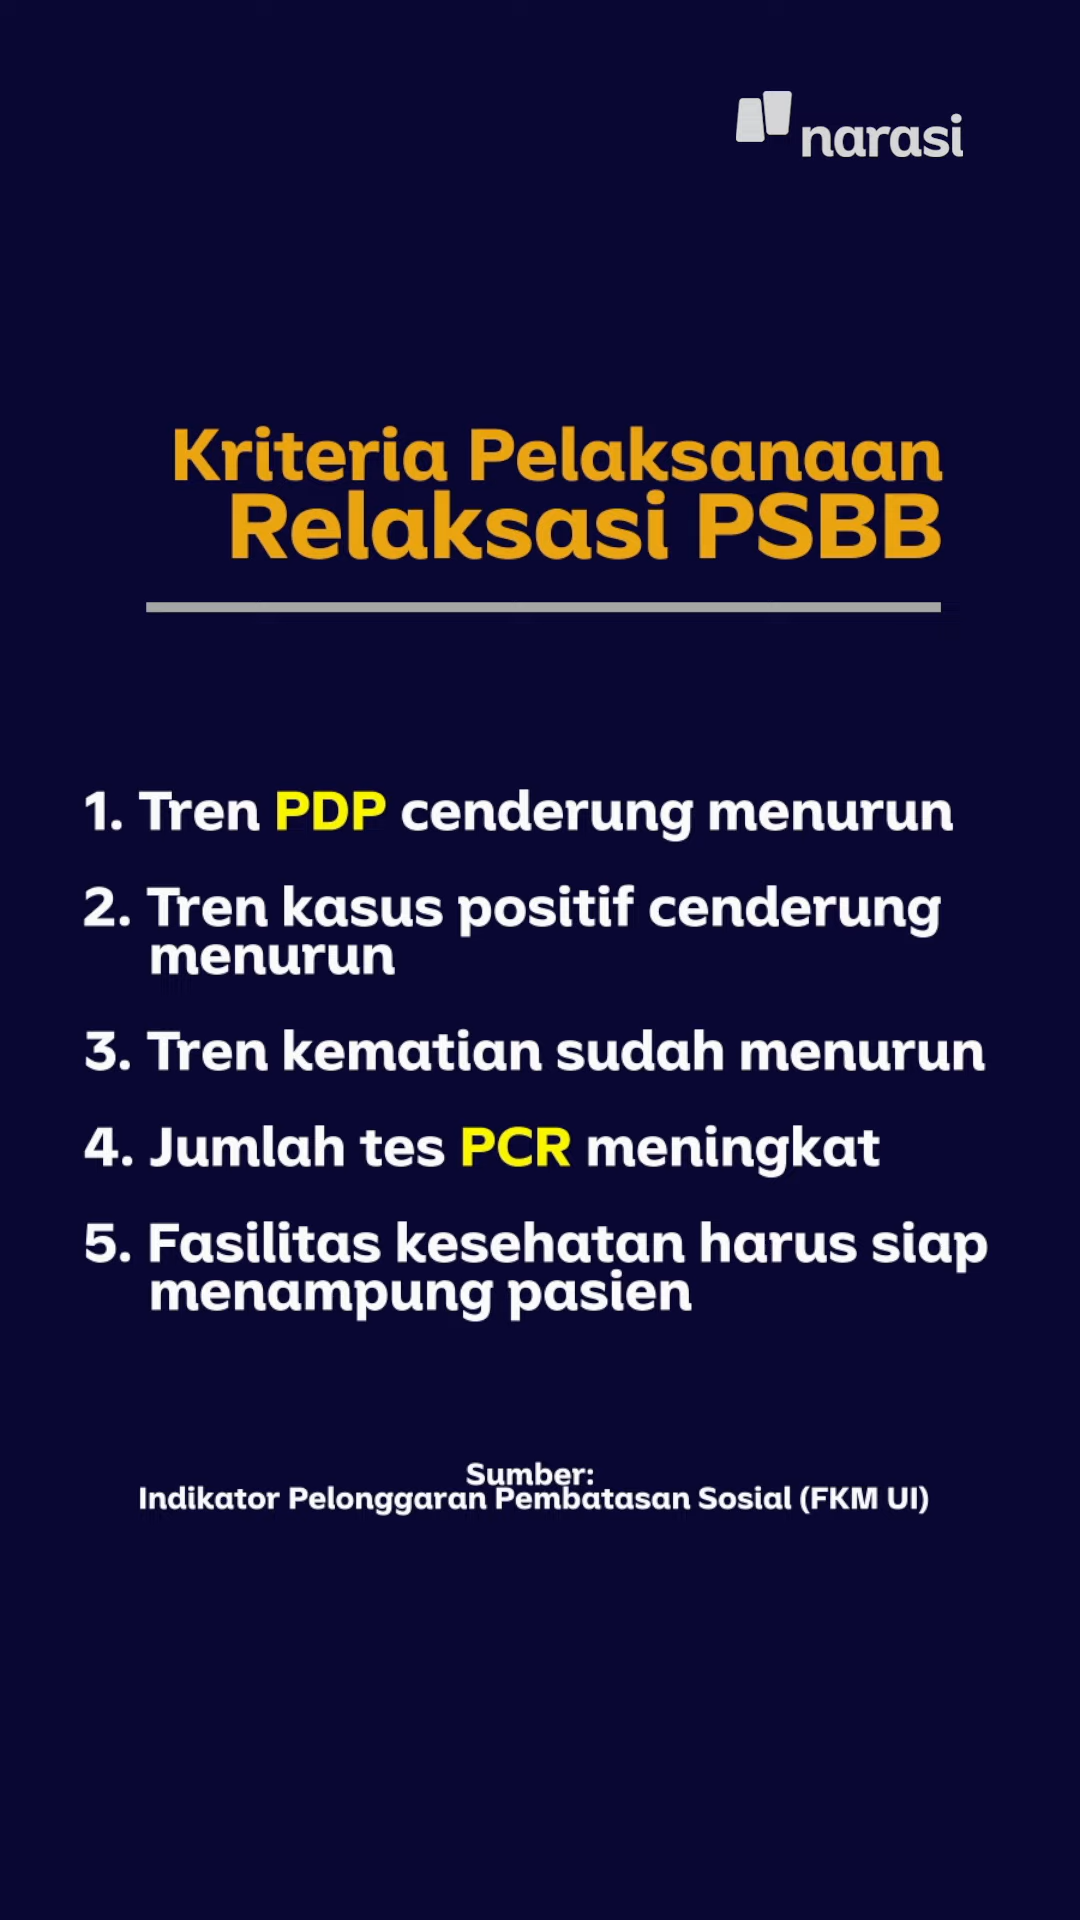 narasi
Kriteria Pelaksanaan
Relaksasi PSBB
1. Tren PDP cenderung menurun
2. Tren kasus positif cenderung
menurun
3. Tren kematian sudah menurun
4. Jumlah tes PCR meningkat
5. Fasilitas kesehatan harus siap
menampung pasien
Sumber:
Indikator Pelonggaran Pembatasan Sosial (FKM UI)